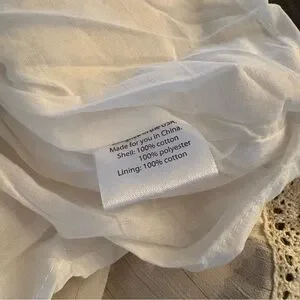 Made for you in China.
Shell: 100% cotton
100% polyester
Lining: 100% cotton